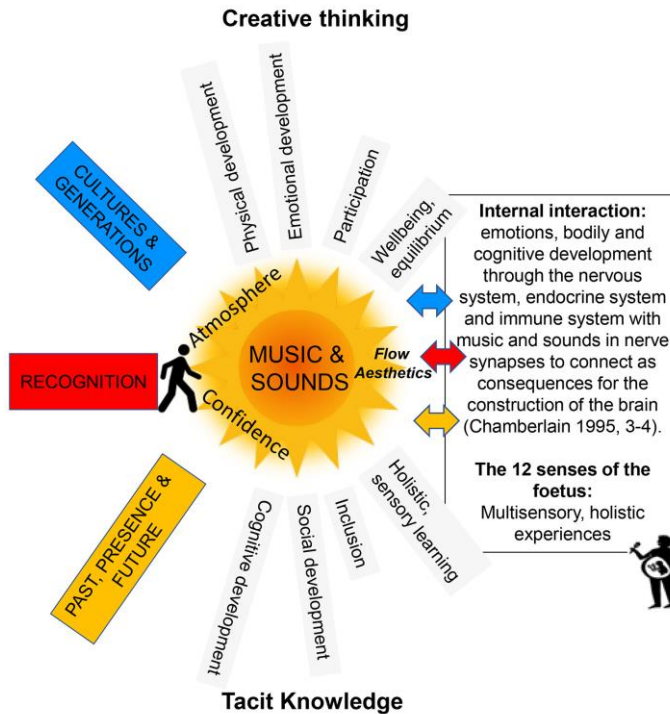 Creative thinking
Physical development
Emotional development
Participation
Wellbeing,
equilibrium
CULTURES &
GENERATIONS
RECOGNITION
PAST, PRESENCE &
FUTURE
Atmosphere
Confidence
MUSIC &
SOUNDS
Flow
Aesthetics
Internal interaction:
emotions, bodily and
cognitive development
through the nervous
system, endocrine system
and immune system with
music and sounds in nerve
synapses to connect as
consequences for the
construction of the brain
(Chamberlain 1995, 3-4).
The 12 senses of the
foetus:
Multisensory, holistic
experiences
Cognitive development
Social development
Inclusion
Holistic,
sensory learning
Tacit Knowledge